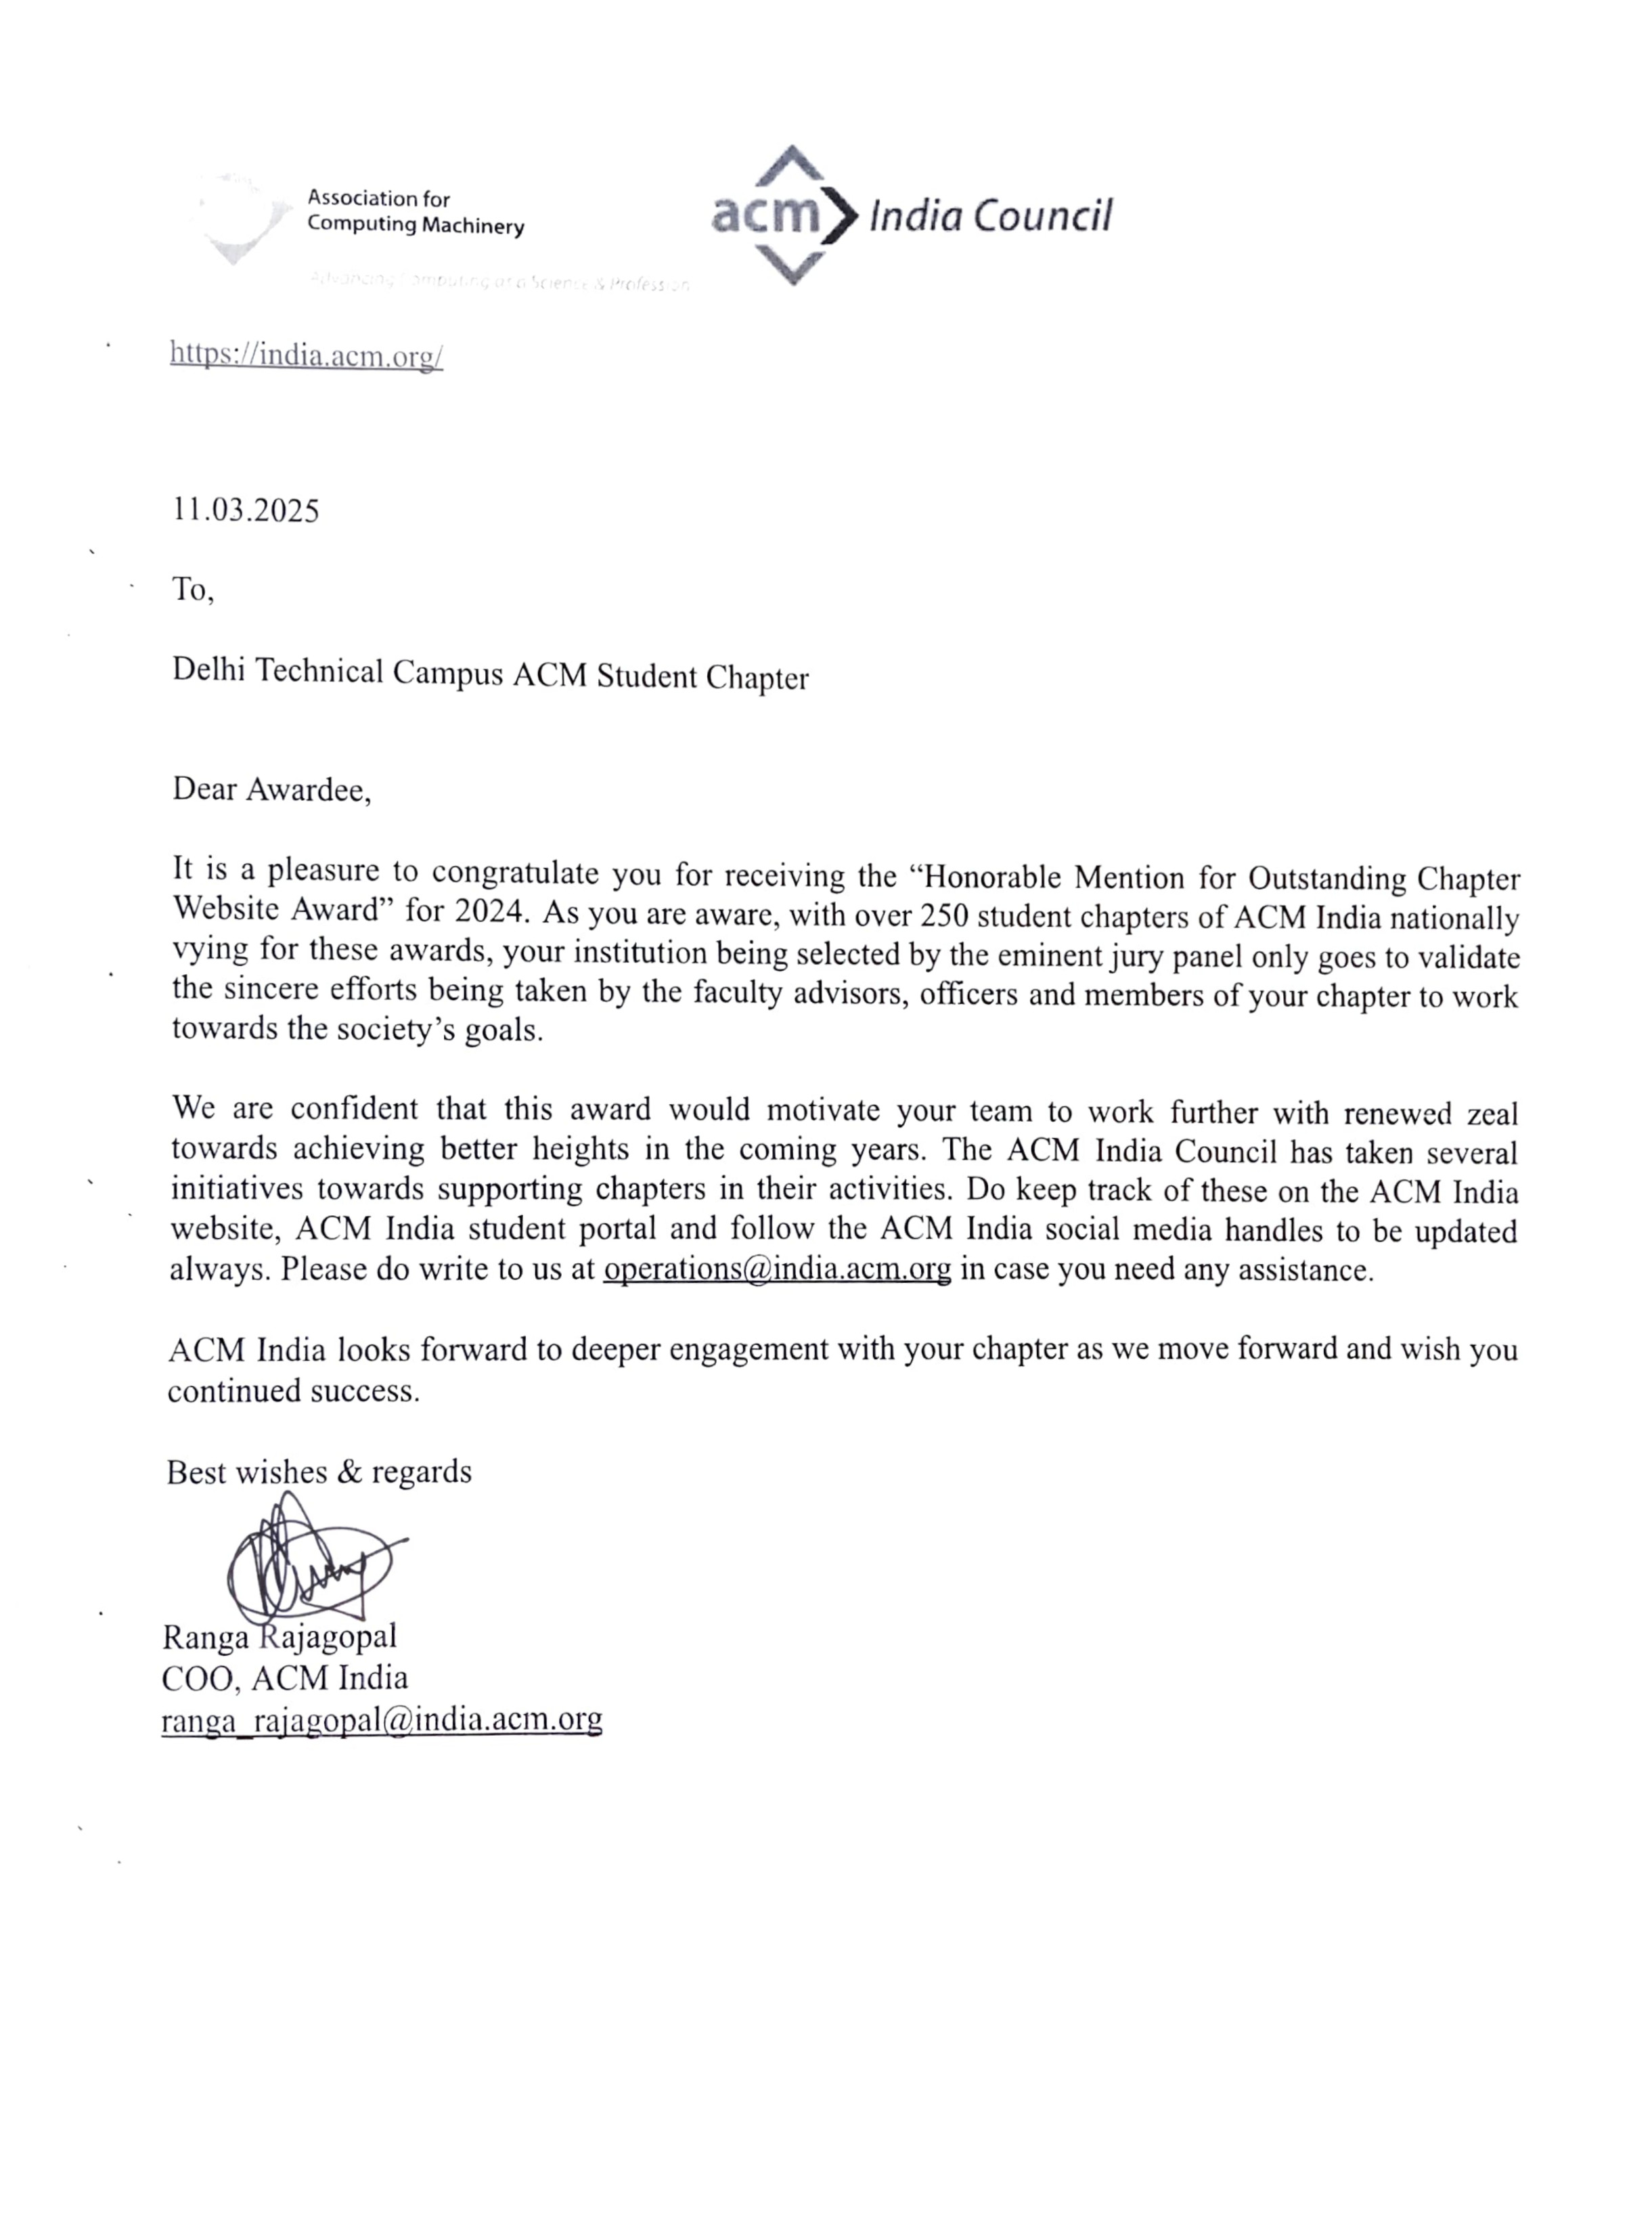 Association for
Computing Machinery
Advancing Computing as a Science & Profession
acm India Council
https://india.acm.org/
11.03.2025
To,
Delhi Technical Campus ACM Student Chapter
Dear Awardee,
It is a pleasure to congratulate you for receiving the “Honorable Mention for Outstanding Chapter
Website Award” for 2024. As you are aware, with over 250 student chapters of ACM India nationally
vying for these awards, your institution being selected by the eminent jury panel only goes to validate
the sincere efforts being taken by the faculty advisors, officers and members of your chapter to work
towards the society’s goals.
We are confident that this award would motivate your team to work further with renewed zeal
towards achieving better heights in the coming years. The ACM India Council has taken several
initiatives towards supporting chapters in their activities. Do keep track of these on the ACM India
website, ACM India student portal and follow the ACM India social media handles to be updated
always. Please do write to us at operations@india.acm.org in case you need any assistance.
ACM India looks forward to deeper engagement with your chapter as we move forward and wish you
continued success.
Best wishes & regards
Ranga Rajagopal
COO, ACM India
ranga_rajagopal@india.acm.org